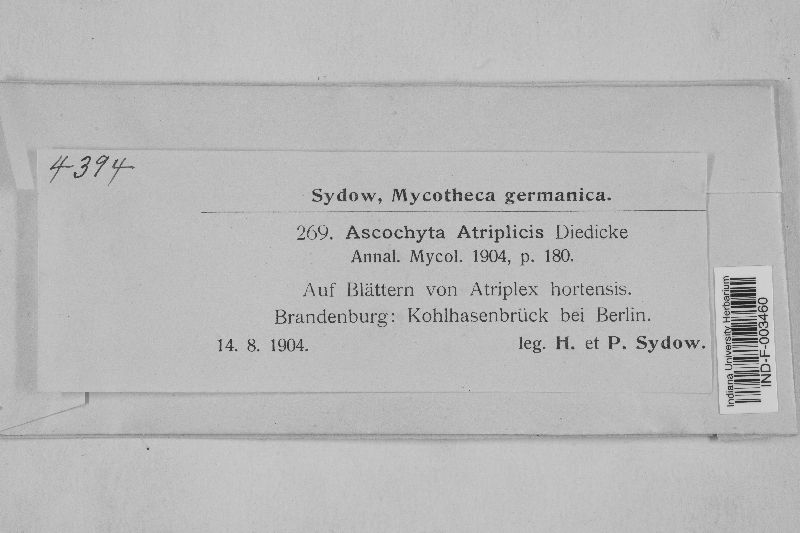 4394
Sydow, Mycotheca germanica.
269. Ascochyta Atriplicis Diedicke
Annal. Mycol. 1904, p. 180.
Auf Blättern von Atriplex hortensis.
Brandenburg: Kohlhasenbrück bei Berlin.
14. 8. 1904. leg. H. et P. Sydow.
Indiana University Herbarium
IND-F-003460